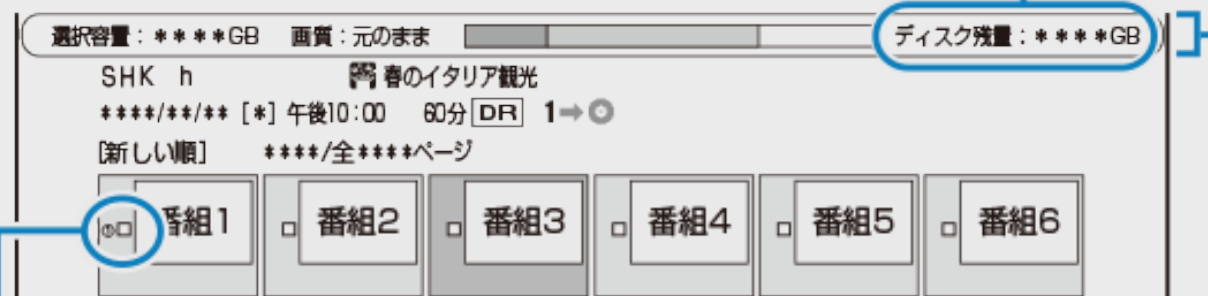 選択容量：＊＊＊＊GB 画質：元のまま ディスク残量：＊＊＊＊GB
SHK h 春のイタリア観光
＊＊＊＊/＊＊/＊＊ [＊] 午後10:00 60分 DR 1➡
[新しい順] ＊＊＊＊/全＊＊＊＊ページ
① 番組1 番組2 番組3 番組4 番組5 番組6